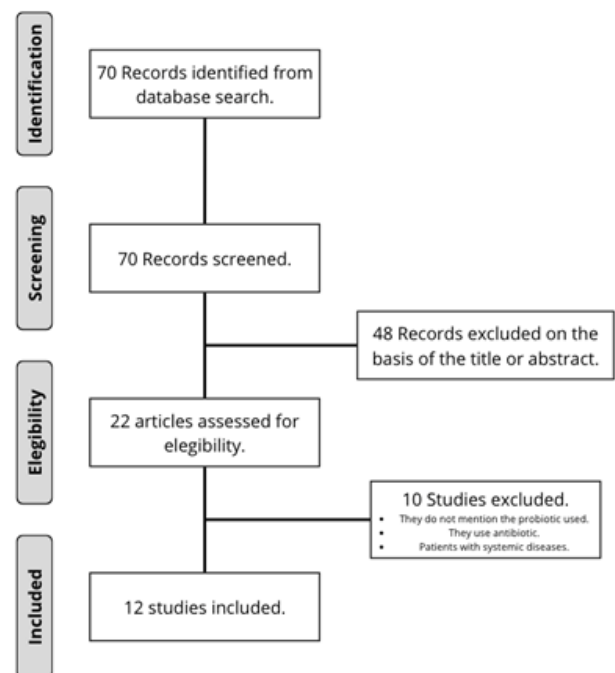 Identification
70 Records identified from
database search.
Screening
70 Records screened.
48 Records excluded on the
basis of the title or abstract.
Elegibility
22 articles assessed for
elegibility.
10 Studies excluded.
• They do not mention the probiotic used.
• They use antibiotic.
• Patients with systemic diseases.
Included
12 studies included.